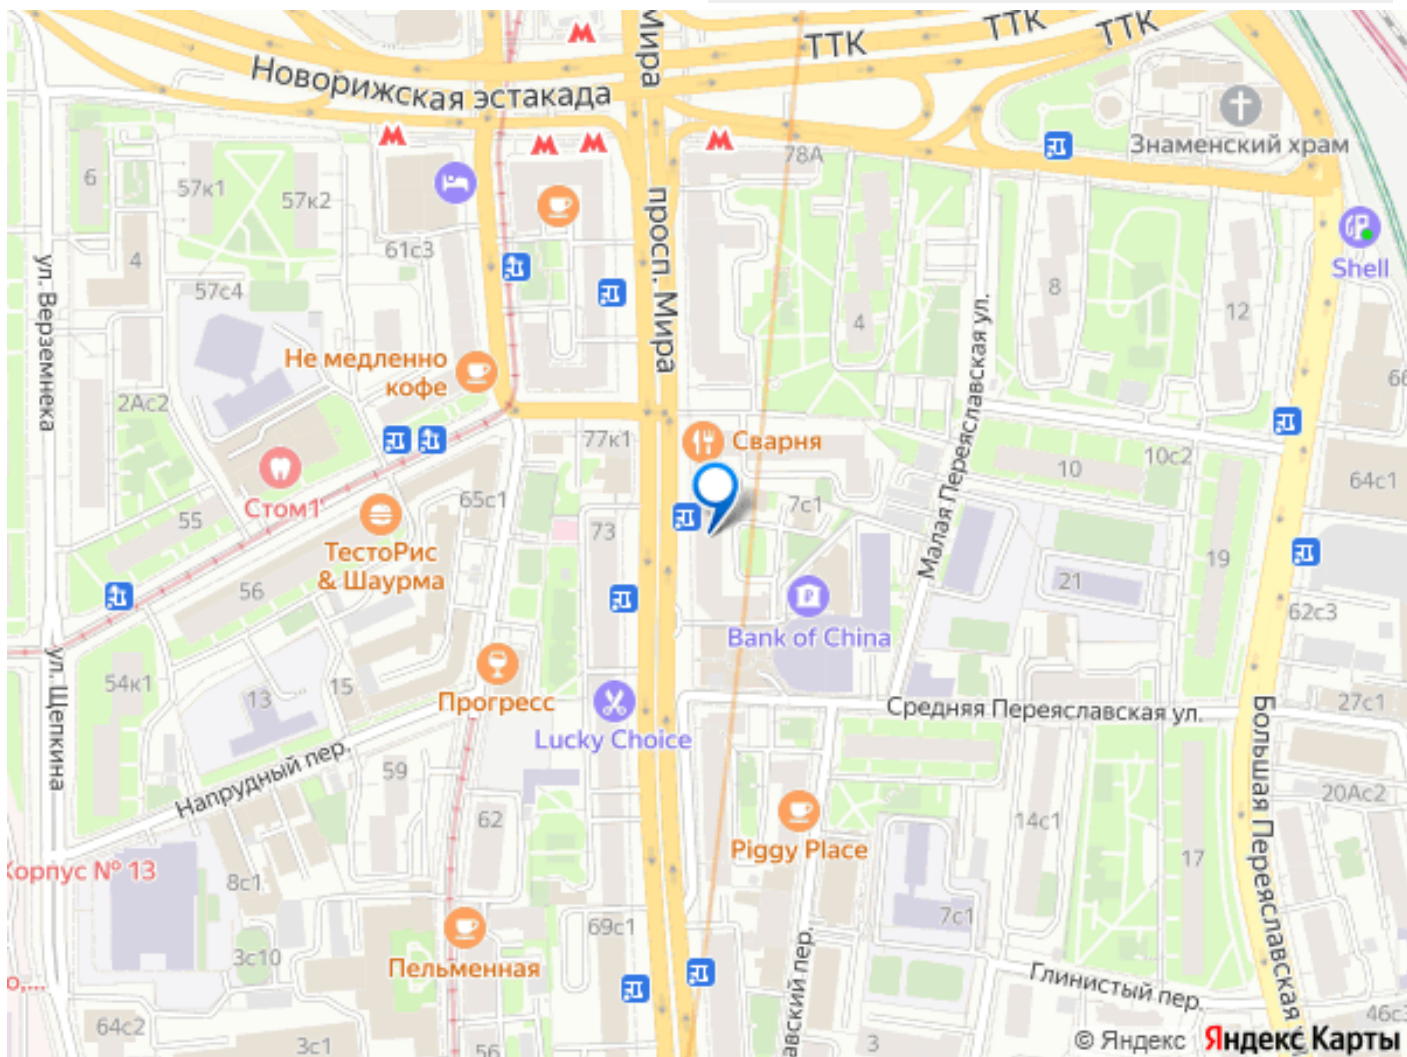 Мира
ТТК
ТТК
ТТК
Новорижская эстакада
Знаменский храм
78А
6
57к1
57к2
61с3
4
57с4
ул. Верземнека
просп. Мира
Shell
8
12
4
Не медленно
кофе
2Ас2
66
77к1
Сварня
Малая Переяславская ул.
10
10с2
64с1
Стом1
55
65с1
73
7с1
ТестоРис
& Шаурма
56
19
21
62с3
Bank of China
ул. Щепкина
54к1
13
15
Прогресс
Lucky Choice
Средняя Переяславская ул.
27с1
Большая Переяславская
Напрудный пер.
59
62
20Ас2
14с1
17
Piggy Place
Корпус № 13
8с1
7с1
69с1
3с10
Пельменная
авский пер.
Глинистый пер.
о,...
64с2
3с1
56
3
46с3
© Яндекс
Яндекс Карты